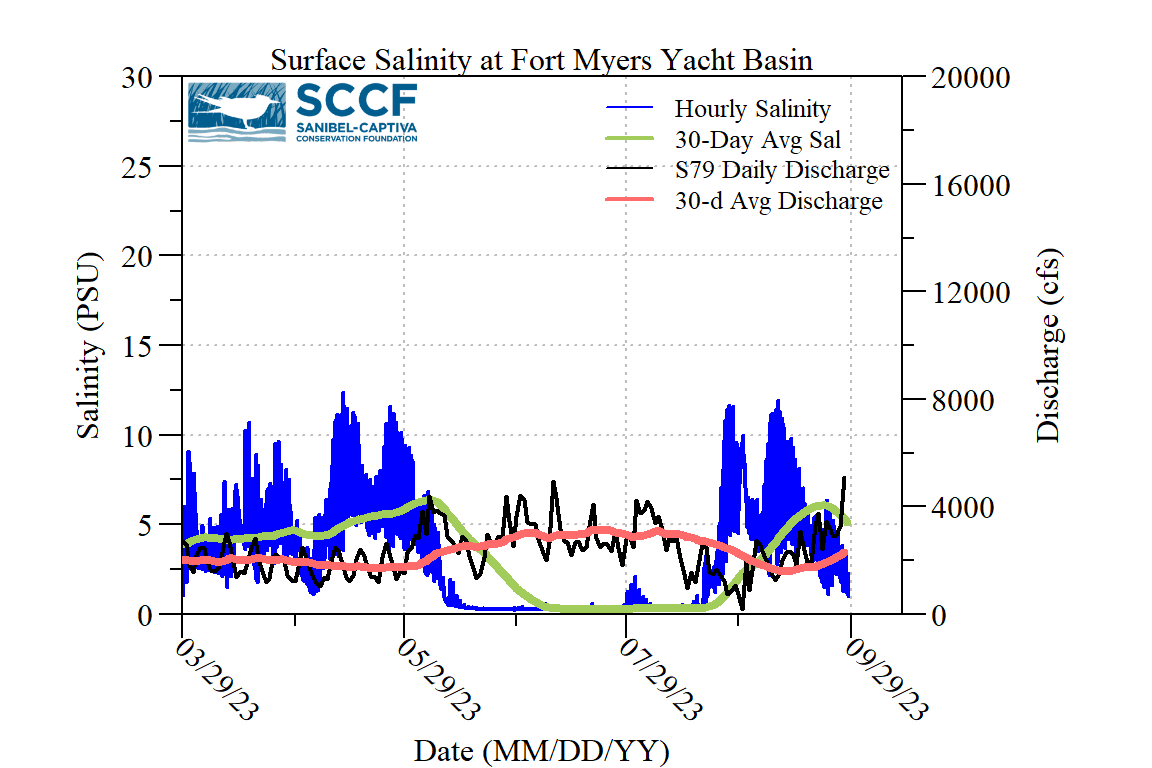 Surface Salinity at Fort Myers Yacht Basin
SCCF
SANIBEL-CAPTIVA
CONSERVATION FOUNDATION
Hourly Salinity
30-Day Avg Sal
S79 Daily Discharge
30-d Avg Discharge
Salinity (PSU)
30
25
20
15
10
5
0
20000
16000
12000
8000
4000
0
Discharge (cfs)
03/29/23
05/29/23
07/29/23
09/29/23
Date (MM/DD/YY)